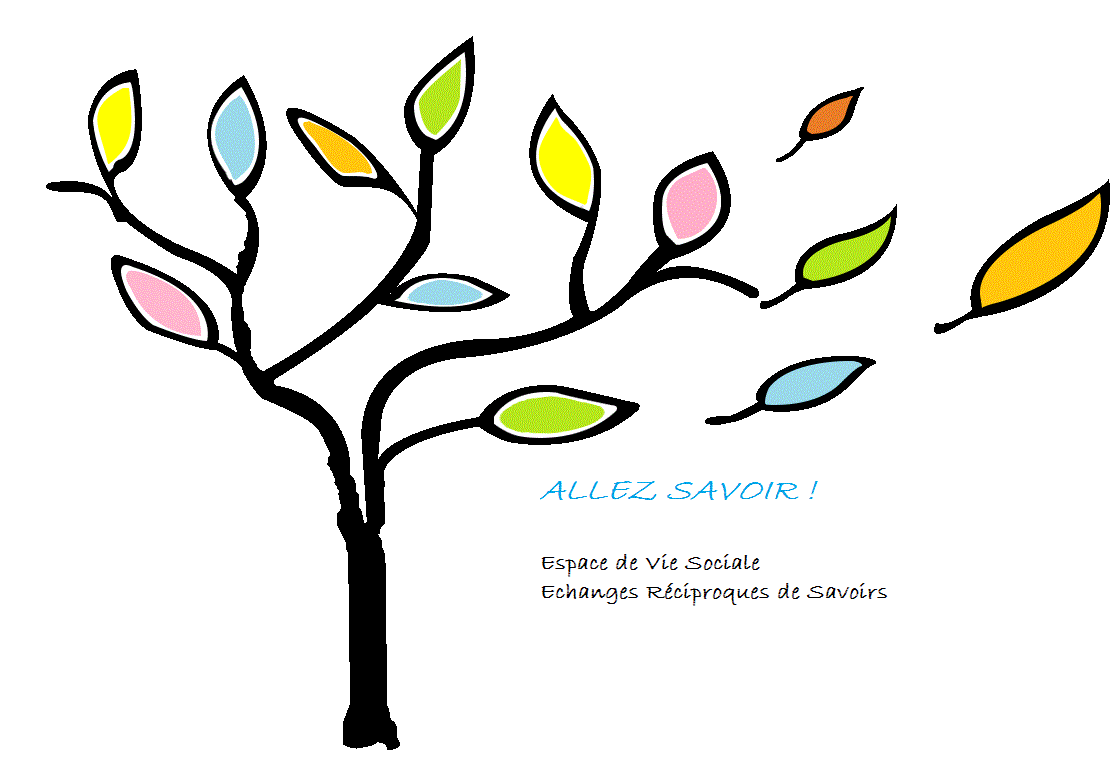 ALLEZ SAVOIR !
Espace de Vie Sociale
Echanges Réciproques de Savoirs